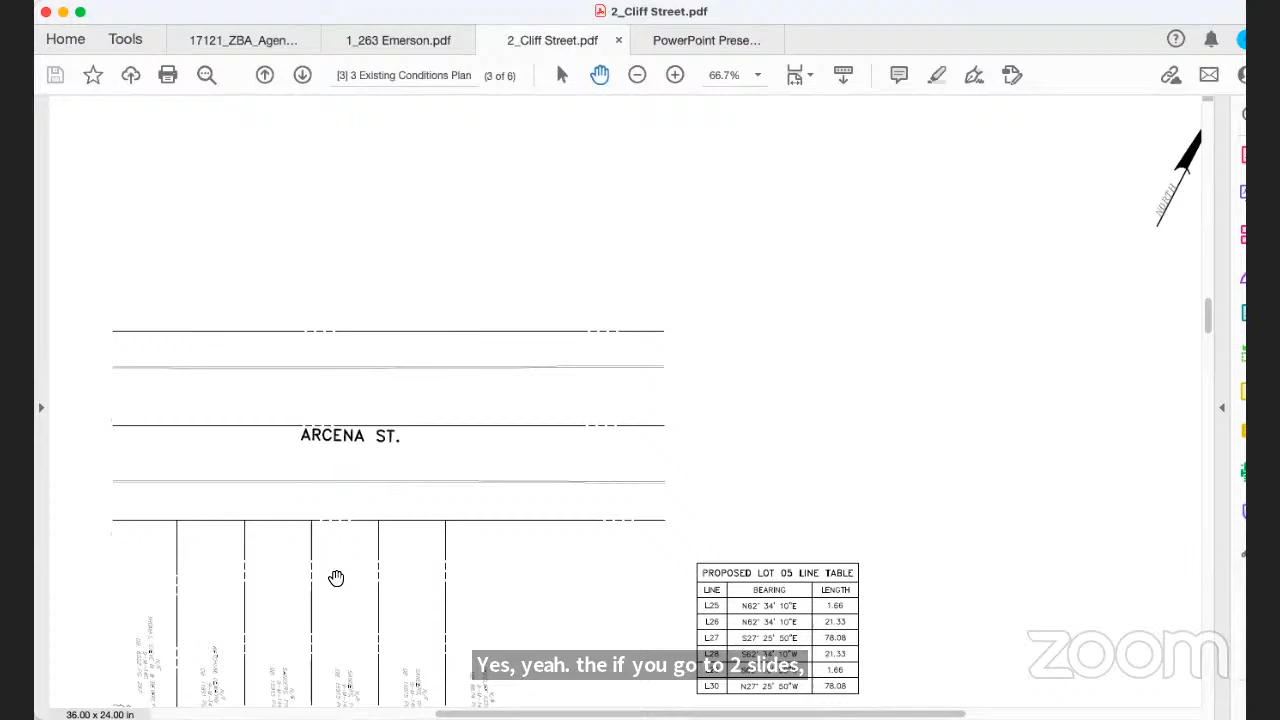 2_Cliff Street.pdf
Home Tools 17121_ZBA_Agen... 1_263 Emerson.pdf 2_Cliff Street.pdf × PowerPoint Prese...
[3] 3 Existing Conditions Plan (3 of 6) 66.7%
NORTH
ARCENA ST.
PROPOSED LOT 05 LINE TABLE
LINE BEARING LENGTH
L25 N62° 34' 10"E 1.66
L26 N62° 34' 10"E 21.33
L27 S27° 25' 50"E 78.08
L28 S62° 34' 10"W 21.33
1.66
L30 N27° 25' 50"W 78.08
Yes, yeah. the if you go to 2 slides,
zoom
36.00 x 24.00 in